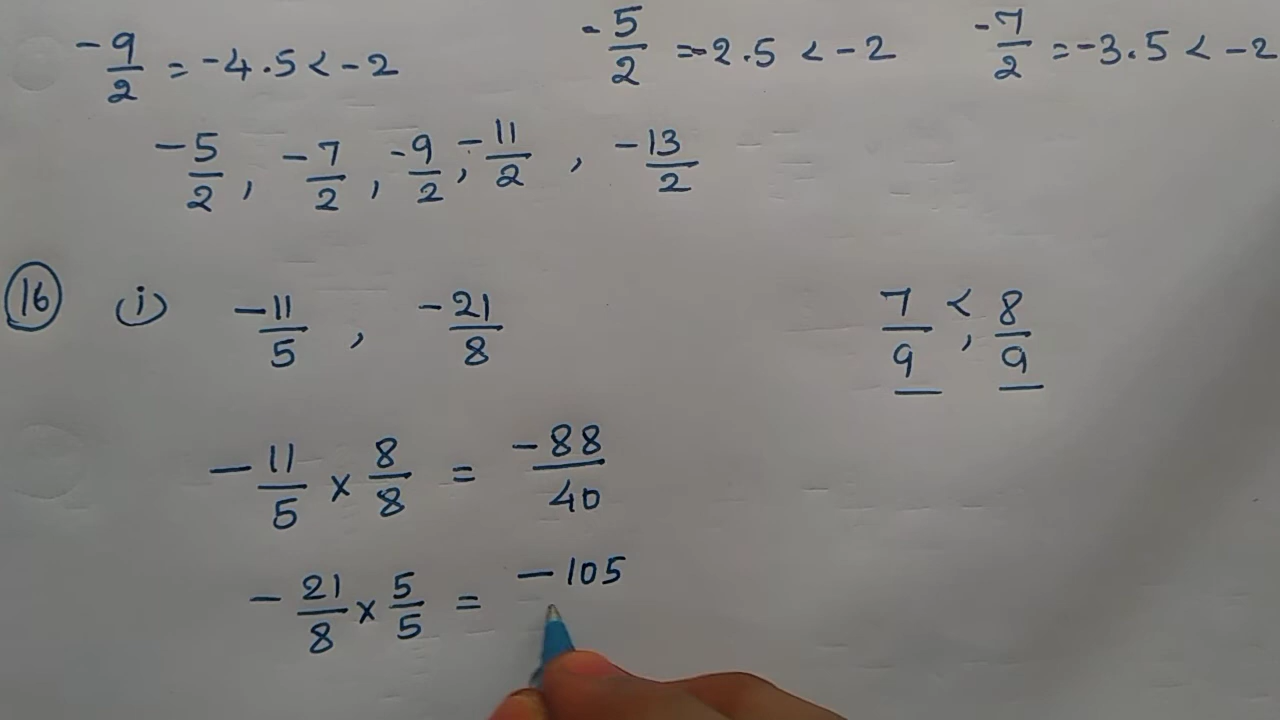 -9/2 = -4.5 < -2    -5/2 = -2.5 < -2    -7/2 = -3.5 < -2
-5/2, -7/2, -9/2, -11/2, -13/2
16 (i) -11/5, -21/8    7/9 <, 8/9
-11/5 × 8/8 = -88/40
-21/8 × 5/5 = -105